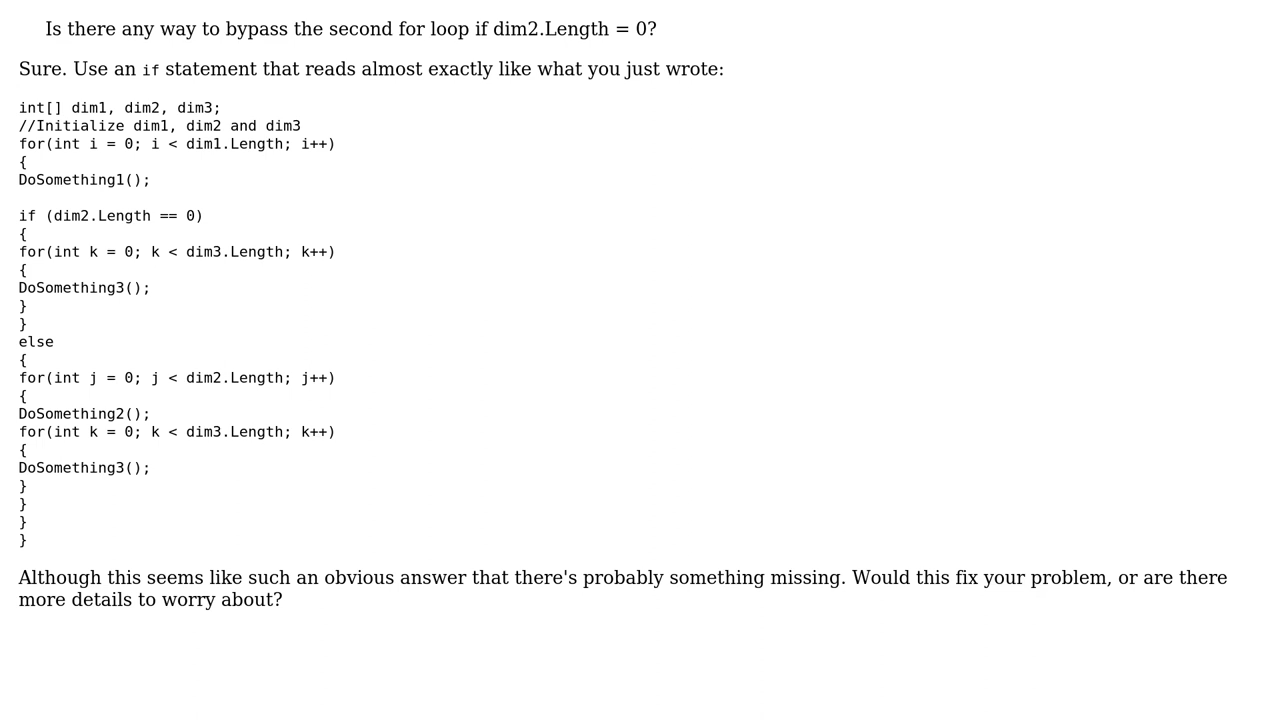 Is there any way to bypass the second for loop if dim2.Length = 0?
Sure. Use an if statement that reads almost exactly like what you just wrote:
int[] dim1, dim2, dim3;
//Initialize dim1, dim2 and dim3
for(int i = 0; i < dim1.Length; i++)
{
DoSomething1();
if (dim2.Length == 0)
{
for(int k = 0; k < dim3.Length; k++)
{
DoSomething3();
}
}
else
{
for(int j = 0; j < dim2.Length; j++)
{
DoSomething2();
for(int k = 0; k < dim3.Length; k++)
{
DoSomething3();
}
}
}
}
Although this seems like such an obvious answer that there's probably something missing. Would this fix your problem, or are there
more details to worry about?